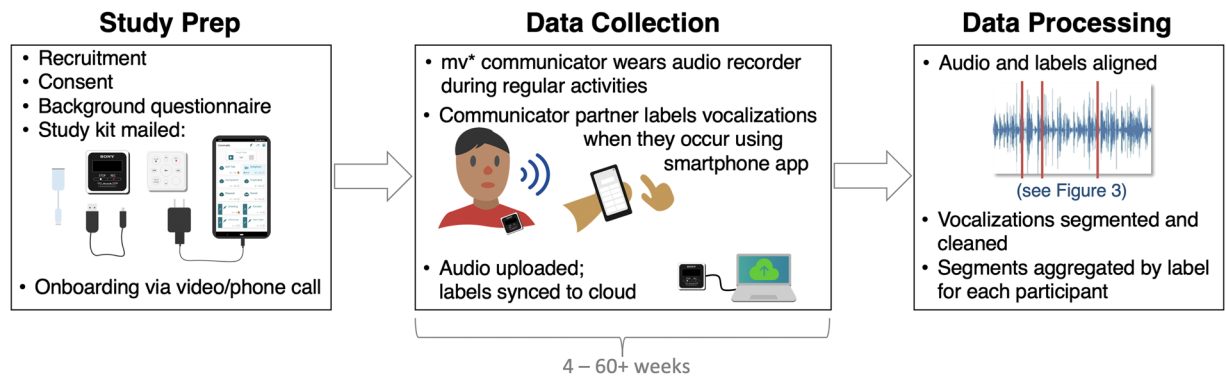 Study Prep
• Recruitment
• Consent
• Background questionnaire
• Study kit mailed:
SONY
• Onboarding via video/phone call
Data Collection
• mv* communicator wears audio recorder
during regular activities
• Communicator partner labels vocalizations
when they occur using
smartphone app
• Audio uploaded;
labels synced to cloud
4 – 60+ weeks
Data Processing
• Audio and labels aligned
(see Figure 3)
• Vocalizations segmented and
cleaned
• Segments aggregated by label
for each participant